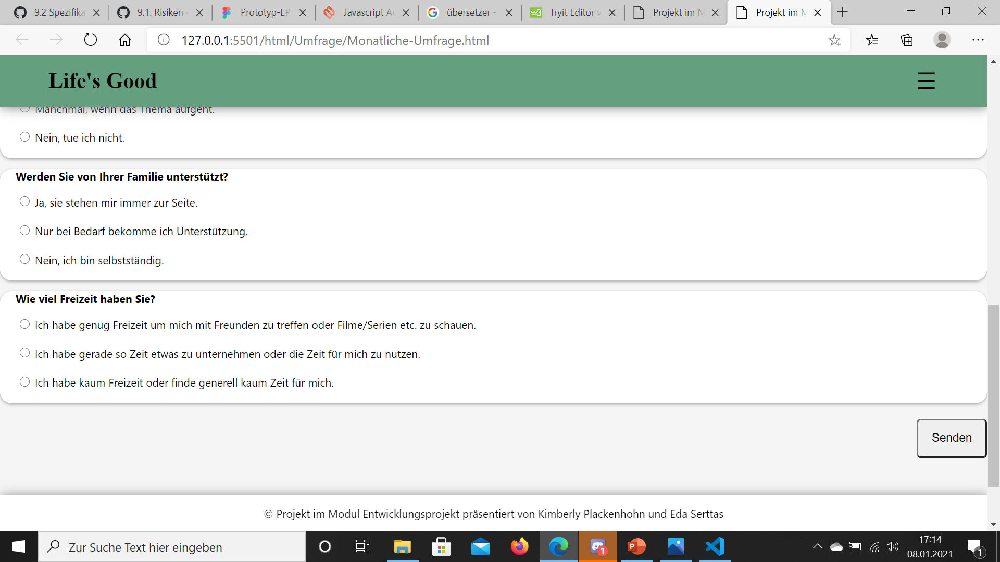 9.2 Spezifika
9.1. Risiken
Prototyp-EP
Javascript Au
übersetzer -
Tryit Editor v
Projekt im M
Projekt im M
127.0.0.1:5501/html/Umfrage/Monatliche-Umfrage.html
Life's Good
Manchmal, wenn das Thema aufgeht.
Nein, tue ich nicht.
Werden Sie von Ihrer Familie unterstützt?
Ja, sie stehen mir immer zur Seite.
Nur bei Bedarf bekomme ich Unterstützung.
Nein, ich bin selbstständig.
Wie viel Freizeit haben Sie?
Ich habe genug Freizeit um mich mit Freunden zu treffen oder Filme/Serien etc. zu schauen.
Ich habe gerade so Zeit etwas zu unternehmen oder die Zeit für mich zu nutzen.
Ich habe kaum Freizeit oder finde generell kaum Zeit für mich.
Senden
© Projekt im Modul Entwicklungsprojekt präsentiert von Kimberly Plackenhohn und Eda Serttas
Zur Suche Text hier eingeben
17:14
08.01.2021